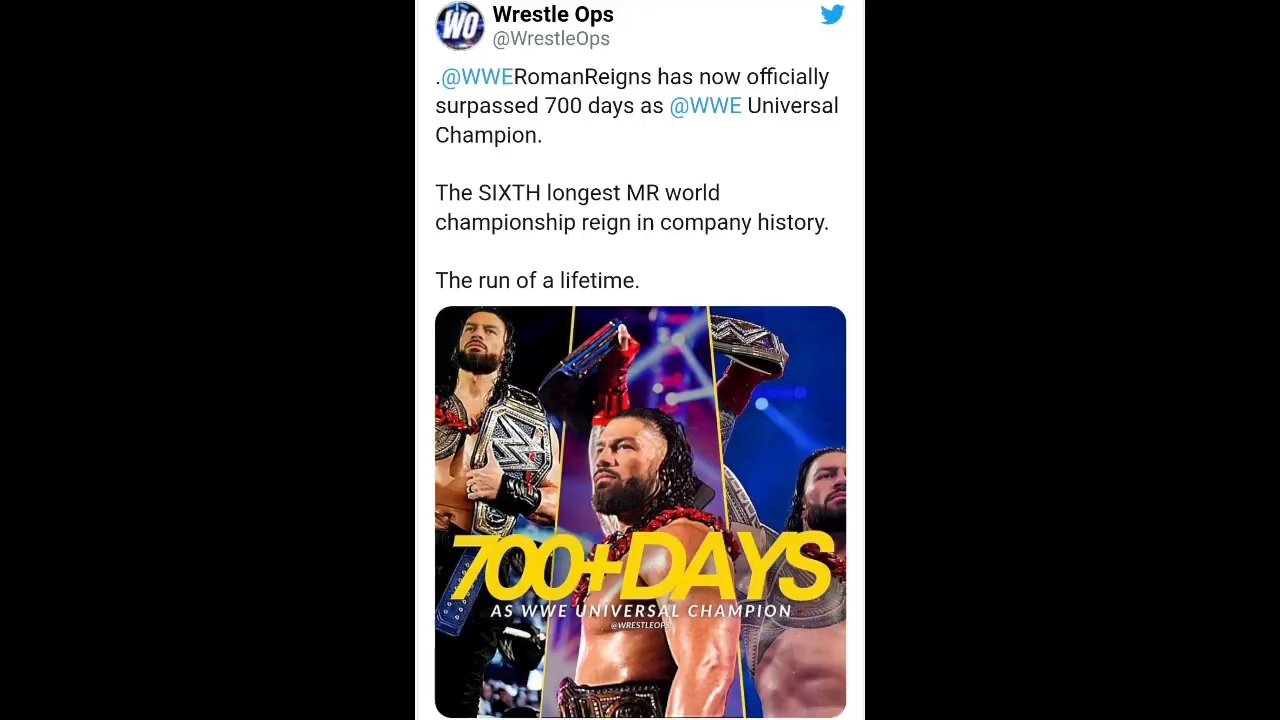 WO
Wrestle Ops
@WrestleOps
.@WWERomanReigns has now officially
surpassed 700 days as @WWE Universal
Champion.
The SIXTH longest MR world
championship reign in company history.
The run of a lifetime.
700+DAYS
AS WWE UNIVERSAL CHAMPION
@WRESTLEOPS